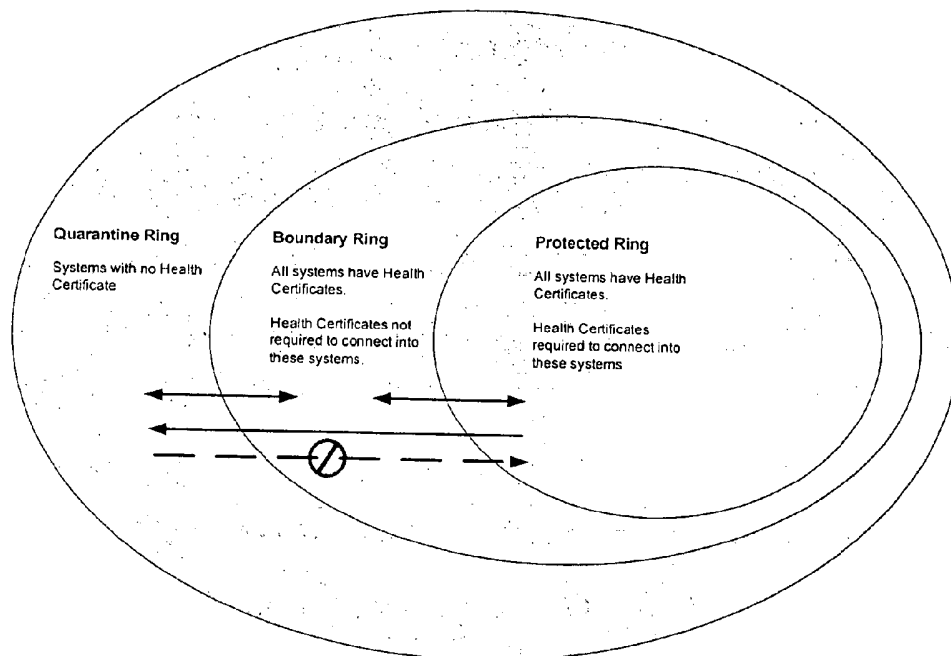 Quarantine Ring
Systems with no Health
Certificate
Boundary Ring
All systems have Health
Certificates.
Health Certificates not
required to connect into
these systems.
Protected Ring
All systems have Health
Certificates.
Health Certificates
required to connect into
these systems